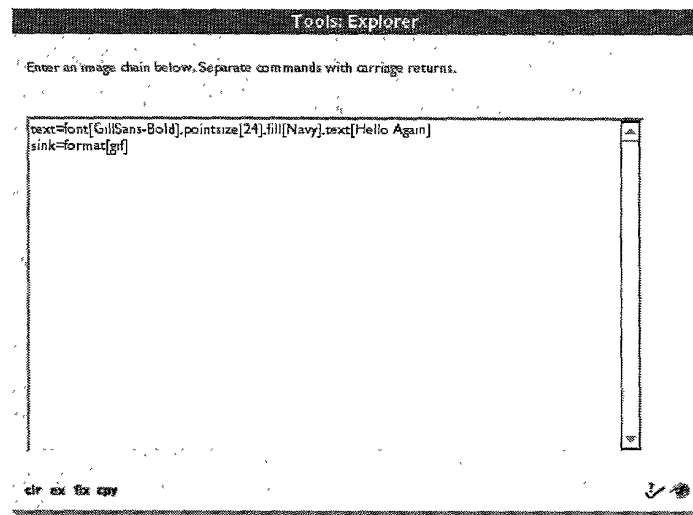 Tools: Explorer
Enter an image chain below. Separate commands with carriage returns.
text=font[GillSans-Bold],pointsize[24],fill[Navy],text[Hello Again]
sink=format[gif]
clr ex fix cpy